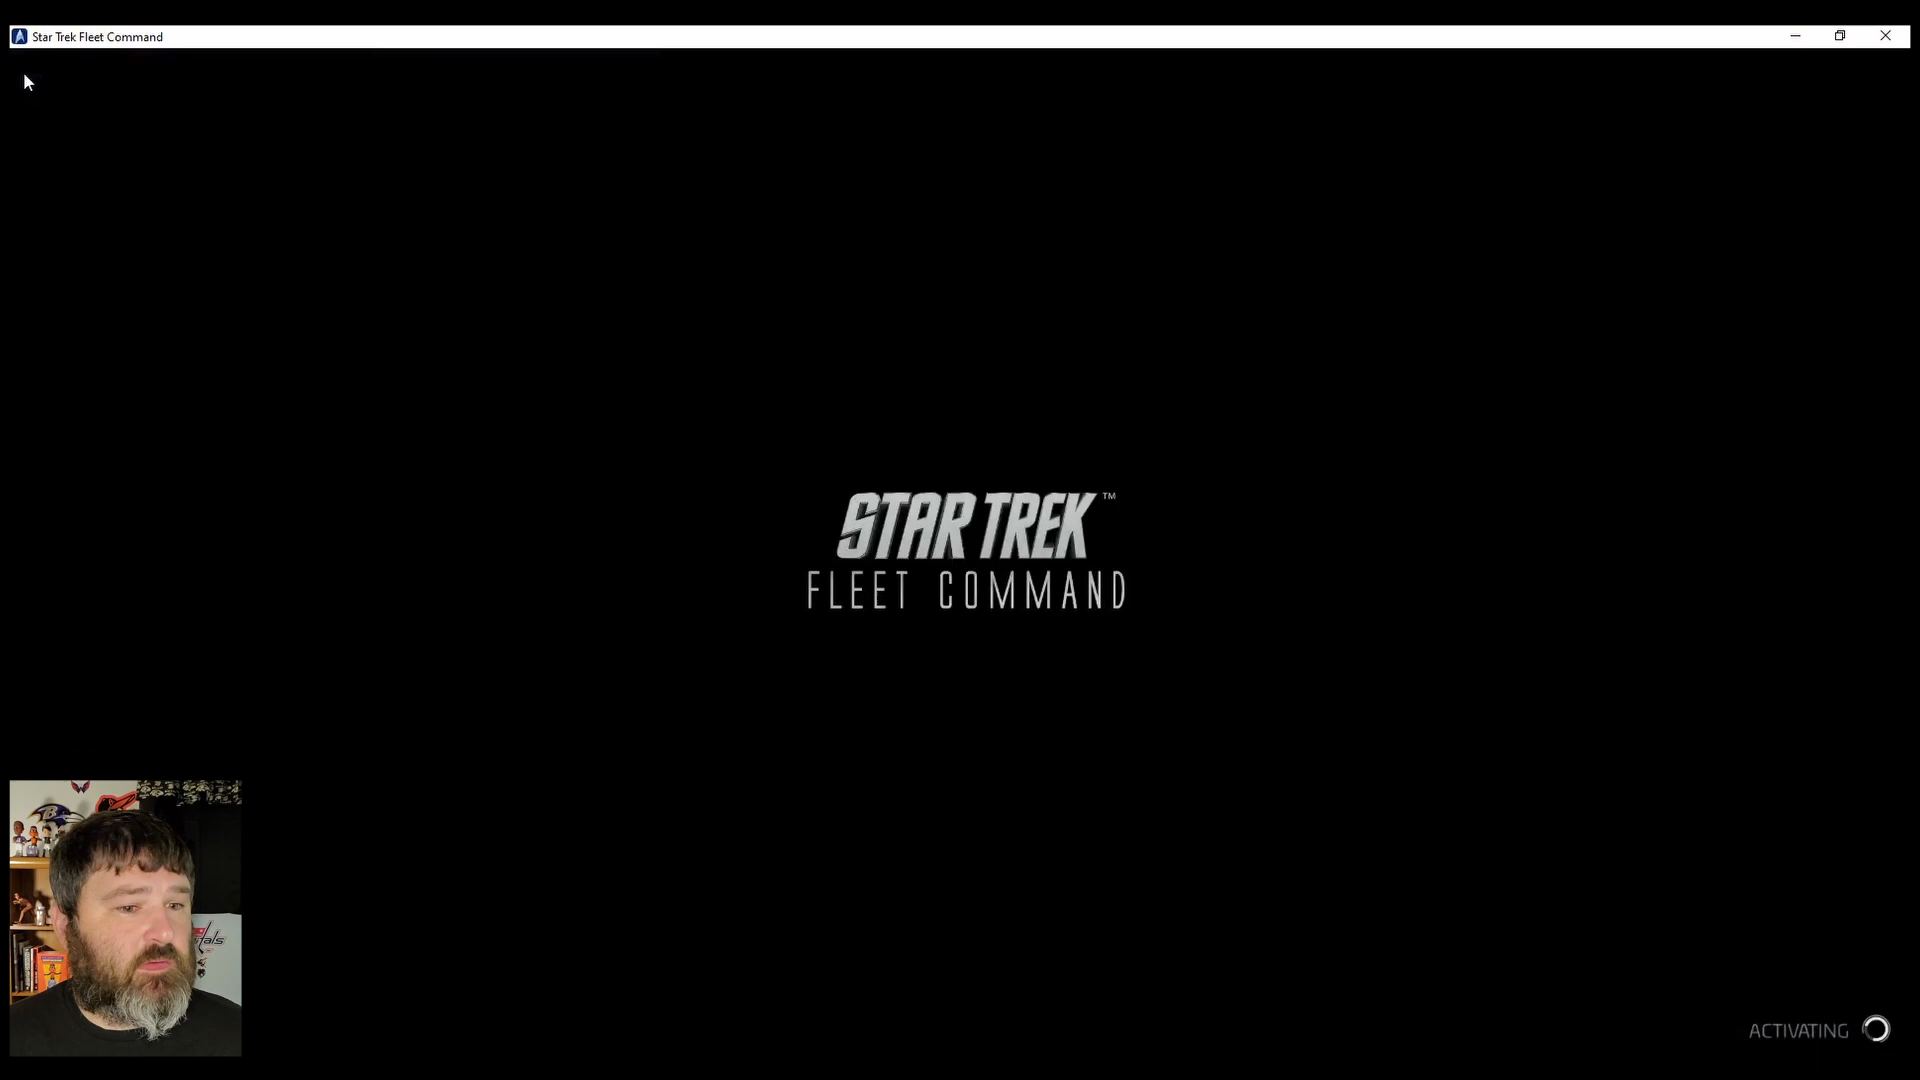 Star Trek Fleet Command
STAR TREK™
FLEET COMMAND
ACTIVATING